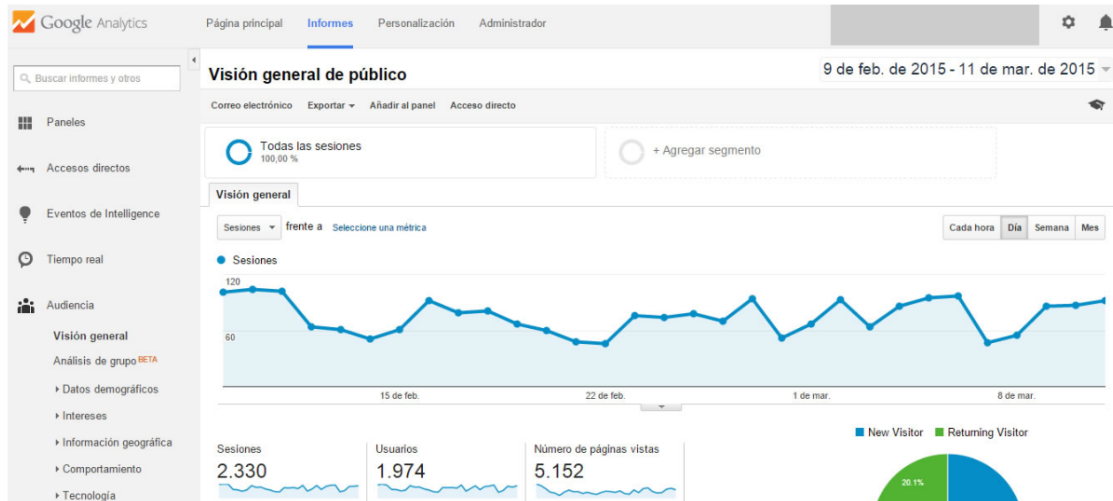 Google Analytics
Página principal Informes Personalización Administrador
Buscar informes y otros
Visión general de público
9 de feb. de 2015 - 11 de mar. de 2015
Correo electrónico Exportar Añadir al panel Acceso directo
Paneles
Accesos directos
Eventos de Intelligence
Tiempo real
Audiencia
Visión general
Análisis de grupo BETA
Datos demográficos
Intereses
Información geográfica
Comportamiento
Tecnología
Todas las sesiones
100,00 %
+ Agregar segmento
Visión general
Sesiones frente a Seleccione una métrica
Cada hora Día Semana Mes
Sesiones
120
60
15 de feb. 22 de feb. 1 de mar. 8 de mar.
New Visitor Returning Visitor
Sesiones
2.330
Usuarios
1.974
Número de páginas vistas
5.152
20.1%